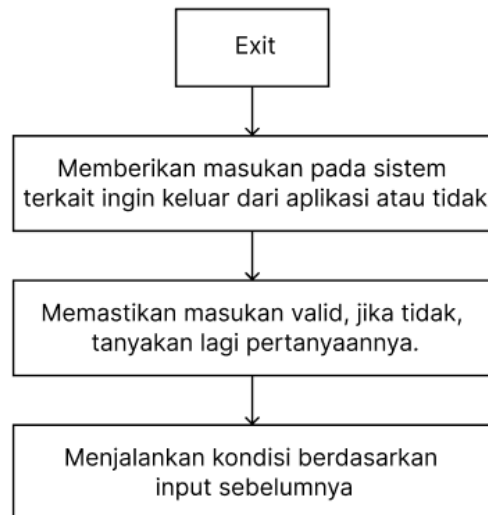 Exit
Memberikan masukan pada sistem
terkait ingin keluar dari aplikasi atau tidak
Memastikan masukan valid, jika tidak,
tanyakan lagi pertanyaannya.
Menjalankan kondisi berdasarkan
input sebelumnya